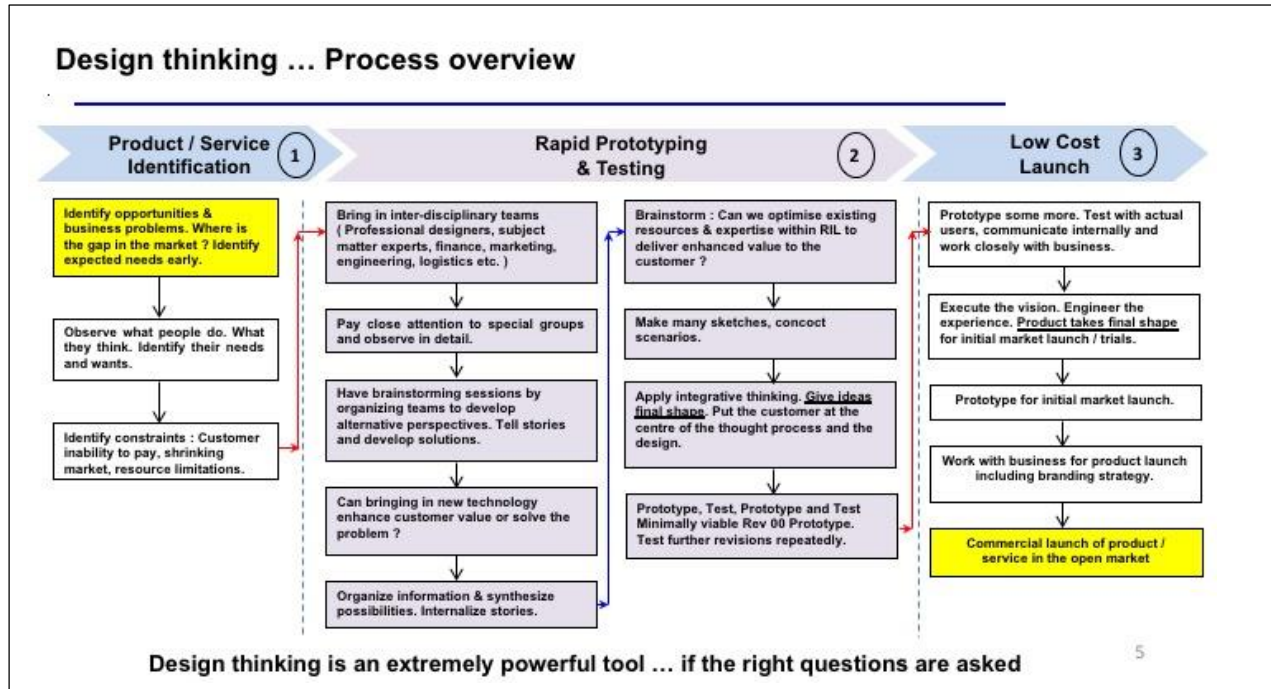 Design thinking … Process overview
.
Product / Service
Identification
1
Rapid Prototyping
& Testing
2
Low Cost
Launch
3
Identify opportunities &
business problems. Where is
the gap in the market ? Identify
expected needs early.
Observe what people do. What
they think. Identify their needs
and wants.
Identify constraints : Customer
inability to pay, shrinking
market, resource limitations.
Bring in inter-disciplinary teams
( Professional designers, subject
matter experts, finance, marketing,
engineering, logistics etc. )
Pay close attention to special groups
and observe in detail.
Have brainstorming sessions by
organizing teams to develop
alternative perspectives. Tell stories
and develop solutions.
Can bringing in new technology
enhance customer value or solve the
problem ?
Organize information & synthesize
possibilities. Internalize stories.
Brainstorm : Can we optimise existing
resources & expertise within RIL to
deliver enhanced value to the
customer ?
Make many sketches, concoct
scenarios.
Apply integrative thinking. Give ideas
final shape. Put the customer at the
centre of the thought process and the
design.
Prototype, Test, Prototype and Test
Minimally viable Rev 00 Prototype.
Test further revisions repeatedly.
Prototype some more. Test with actual
users, communicate internally and
work closely with business.
Execute the vision. Engineer the
experience. Product takes final shape
for initial market launch / trials.
Prototype for initial market launch.
Work with business for product launch
including branding strategy.
Commercial launch of product /
service in the open market
Design thinking is an extremely powerful tool … if the right questions are asked
5